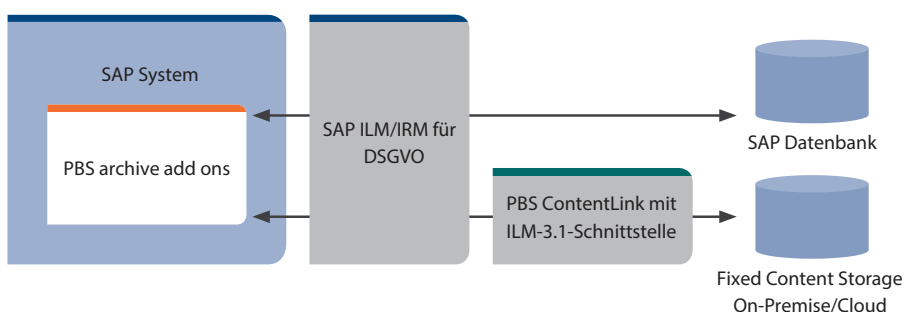 SAP System
PBS archive add ons
SAP ILM/IRM für
DSGVO
SAP Datenbank
PBS ContentLink mit
ILM-3.1-Schnittstelle
Fixed Content Storage
On-Premise/Cloud